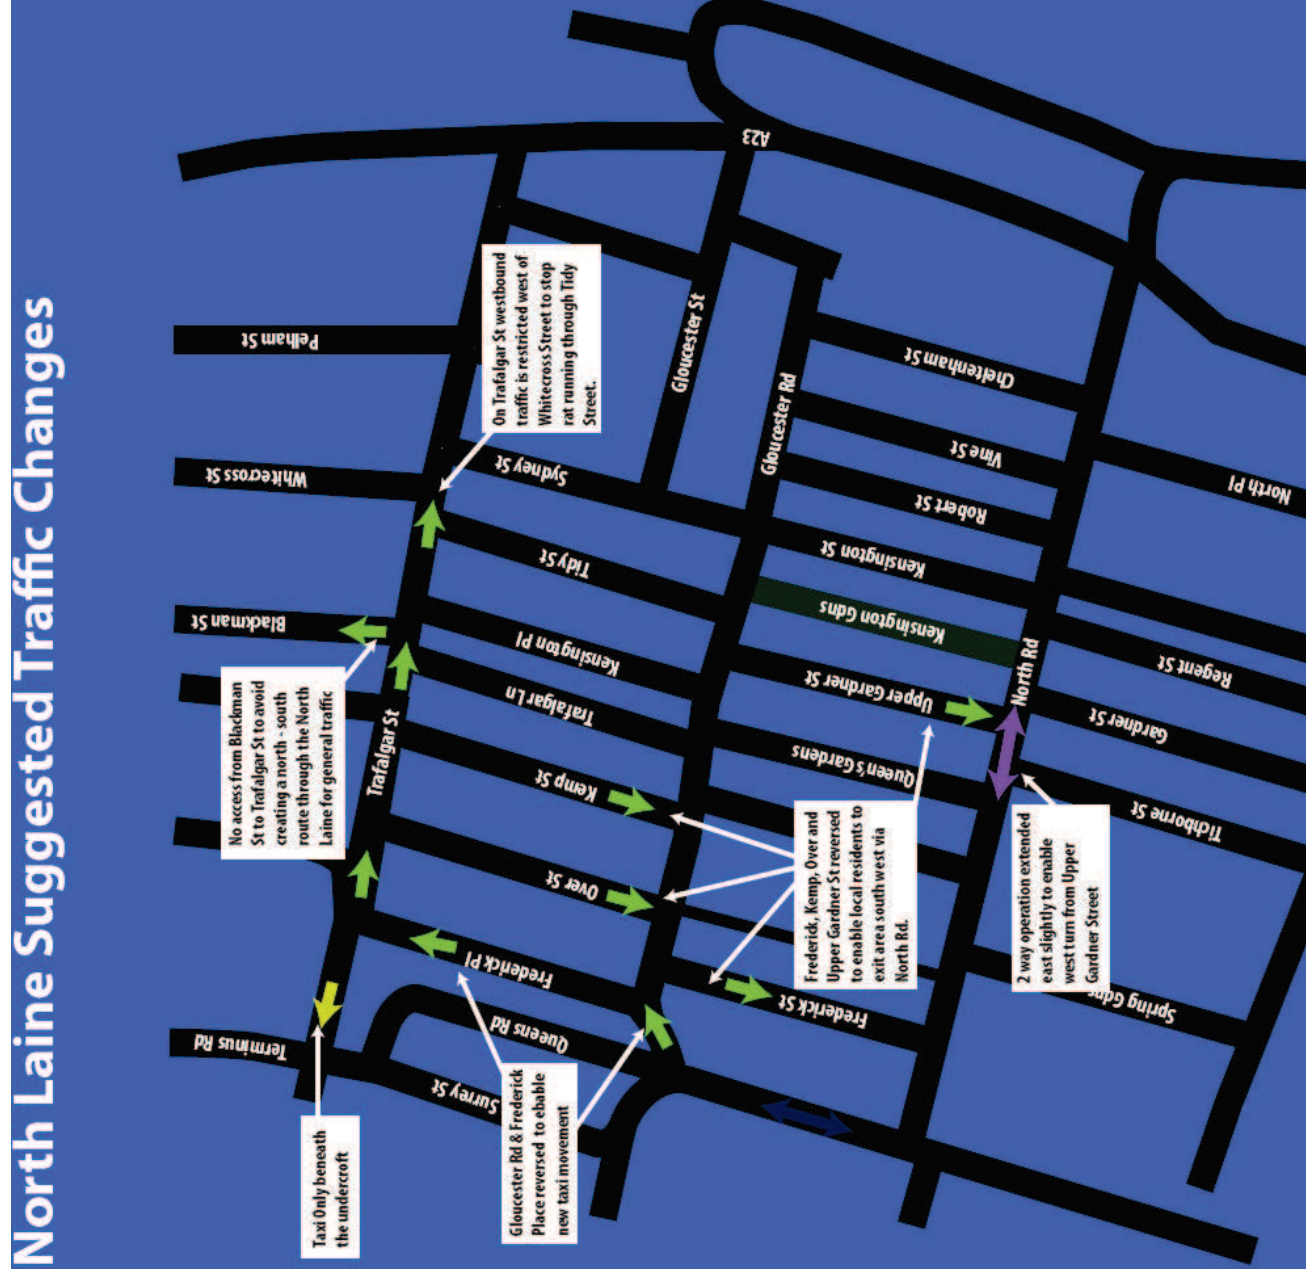 North Laine Suggested Traffic Changes
Taxi Only beneath
the undercroft
Gloucester Rd & Frederick
Place reversed to ebable
new taxi movement
No access from Blackman
St to Trafalgar St to avoid
creating a north - south
route through the North
Laine for general traffic
Frederick, Kemp, Over and
Upper Gardner St reversed
to enable local residents to
exit area south west via
North Rd.
2 way operation extended
east slightly to enable
west turn from Upper
Gardner Street
On Trafalgar St westbound
traffic is restricted west of
Whitecross Street to stop
rat running through Tidy
Street.
Terminus Rd
Surrey St
Queens Rd
Frederick Pl
Frederick St
Over St
Kemp St
Trafalgar Ln
Kensington Pl
Tidy St
Sydney St
Trafalgar St
Blackman St
Whitecross St
Pelham St
Gloucester St
Gloucester Rd
A23
Queen's Gardens
Upper Gardner St
Kensington Gdns
Kensington St
Robert St
Vine St
Cheltenham St
North Rd
Spring Gdns
Tichborne St
Gardner St
Regent St
North Pl